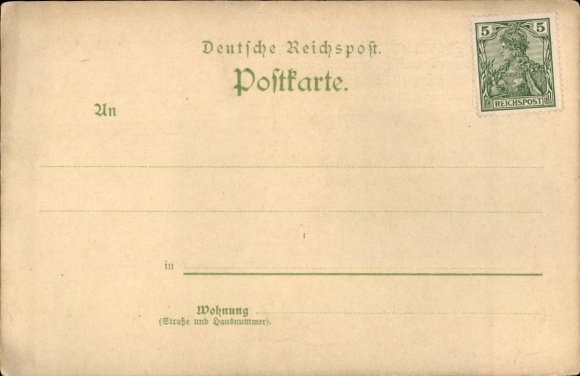 Deutsche Reichspost.
Postkarte.
5 5
REICHSPOST
An
in
Wohnung
(Straße und Hausnummer).